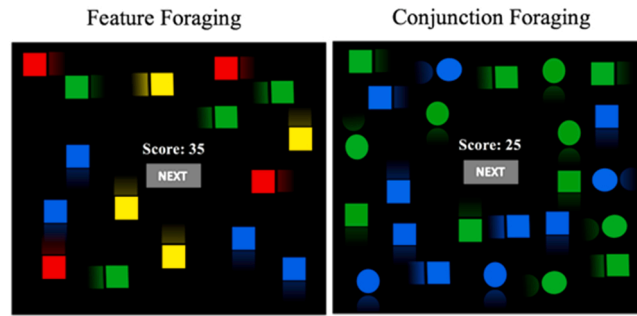 Feature Foraging
Conjunction Foraging
Score: 35
NEXT
Score: 25
NEXT